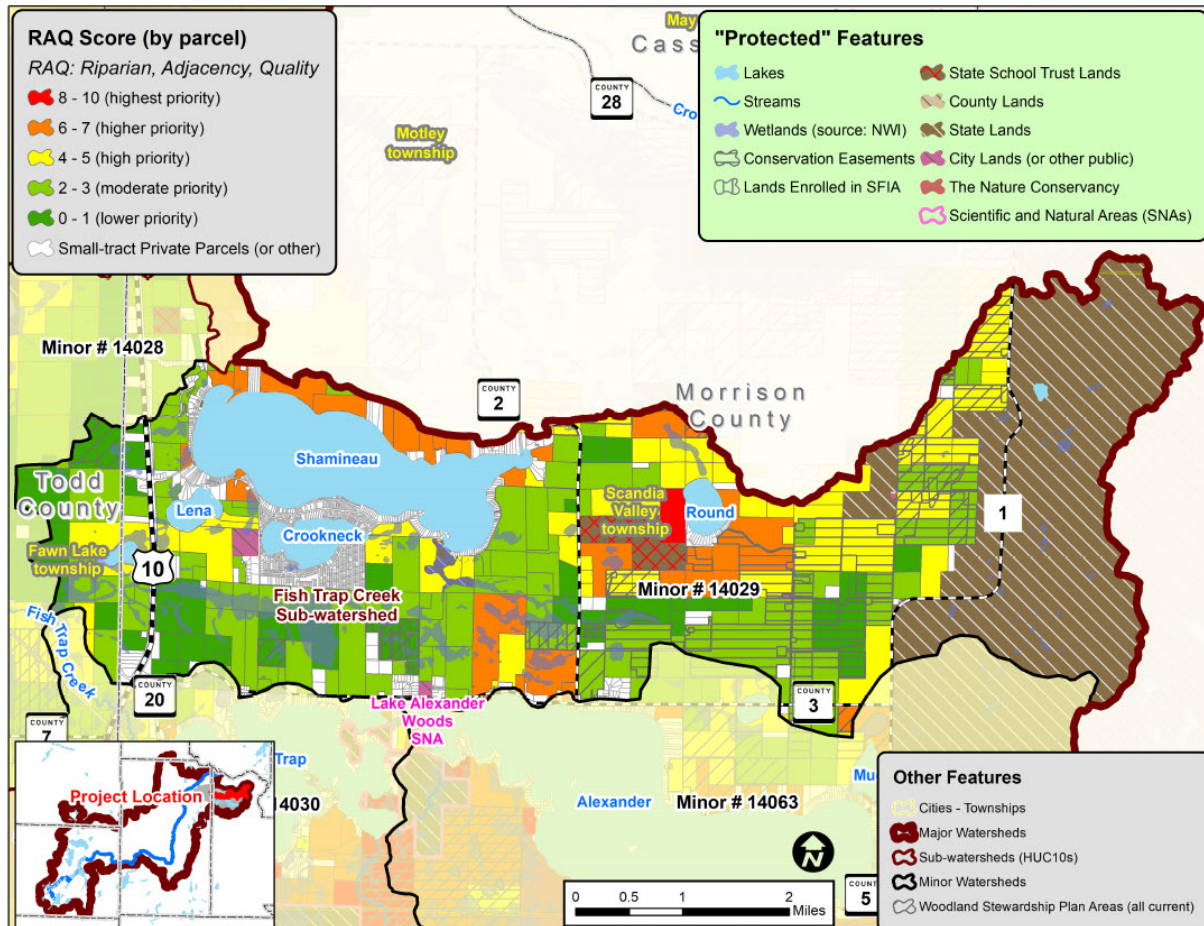 RAQ Score (by parcel)
RAQ: Riparian, Adjacency, Quality
8 - 10 (highest priority)
6 - 7 (higher priority)
4 - 5 (high priority)
2 - 3 (moderate priority)
0 - 1 (lower priority)
Small-tract Private Parcels (or other)
May
Cass
COUNTY
28
Cro
Motley
township
"Protected" Features
Lakes
Streams
Wetlands (source: NWI)
Conservation Easements
Lands Enrolled in SFIA
State School Trust Lands
County Lands
State Lands
City Lands (or other public)
The Nature Conservancy
Scientific and Natural Areas (SNAs)
Minor # 14028
COUNTY
2
Morrison
County
Shamineau
Todd
County
Lena
Crookneck
Scandia
Valley
township
Round
1
Fawn Lake
township
10
Fish Trap Creek
Sub-watershed
Minor # 14029
Fish Trap Creek
COUNTY
20
COUNTY
3
Lake Alexander
Woods
SNA
COUNTY
7
Trap
Project Location
14030
Alexander
Minor # 14063
Mu
N
0 0.5 1 2
Miles
COUNTY
5
Other Features
Cities - Townships
Major Watersheds
Sub-watersheds (HUC10s)
Minor Watersheds
Woodland Stewardship Plan Areas (all current)